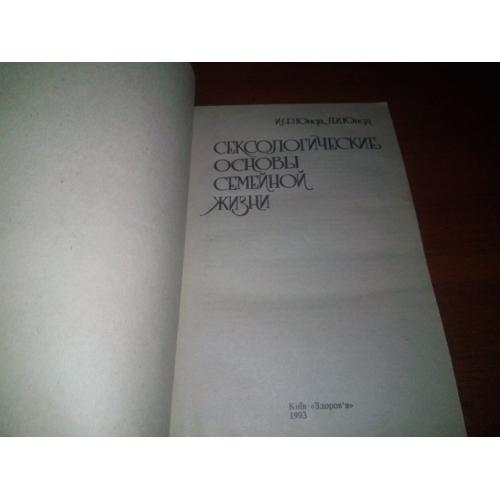 И.Ф. Юнда, Л.И. Юнда
СЕКСОЛОГИЧЕСКИЕ
ОСНОВЫ
СЕМЕЙНОЙ
ЖИЗНИ
Київ «Здоров'я»
1993